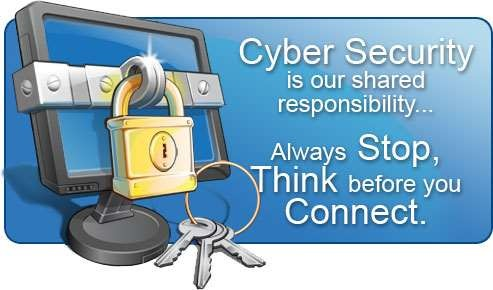 Cyber Security
is our shared
responsibility...
Always Stop,
Think before you
Connect.